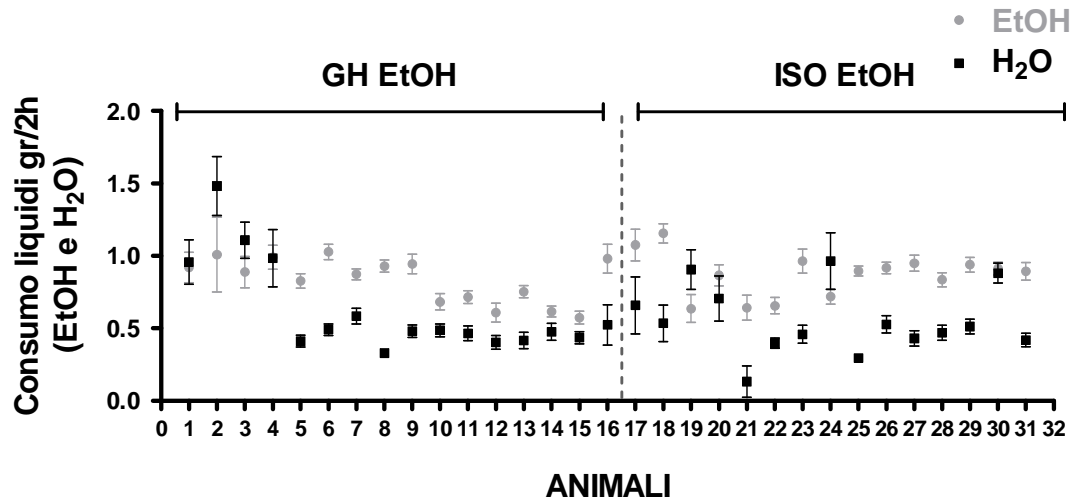 EtOH
H₂O
GH EtOH
ISO EtOH
Consumo liquidi gr/2h
(EtOH e H₂O)
2.0
1.5
1.0
0.5
0.0
0 1 2 3 4 5 6 7 8 9 10 11 12 13 14 15 16 17 18 19 20 21 22 23 24 25 26 27 28 29 30 31 32
ANIMALI